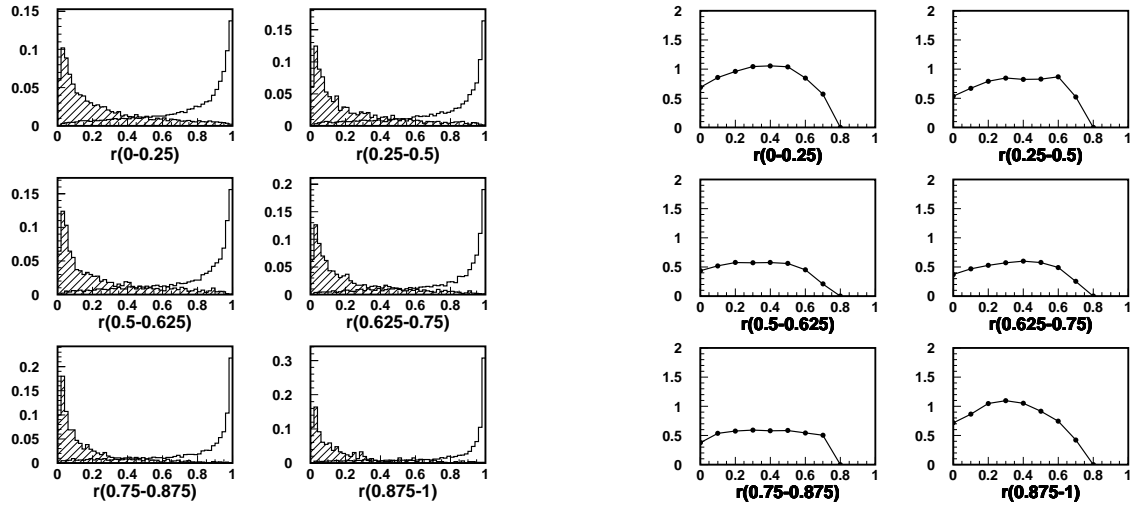 0.15 0.1 0.05 0
0 0.2 0.4 0.6 0.8 1
r(0-0.25)
0.15 0.1 0.05 0
0 0.2 0.4 0.6 0.8 1
r(0.25-0.5)
2 1.5 1 0.5 0
0 0.2 0.4 0.6 0.8 1
r(0-0.25)
2 1.5 1 0.5 0
0 0.2 0.4 0.6 0.8 1
r(0.25-0.5)
0.15 0.1 0.05 0
0 0.2 0.4 0.6 0.8 1
r(0.5-0.625)
0.2 0.15 0.1 0.05 0
0 0.2 0.4 0.6 0.8 1
r(0.625-0.75)
2 1.5 1 0.5 0
0 0.2 0.4 0.6 0.8 1
r(0.5-0.625)
2 1.5 1 0.5 0
0 0.2 0.4 0.6 0.8 1
r(0.625-0.75)
0.2 0.15 0.1 0.05 0
0 0.2 0.4 0.6 0.8 1
r(0.75-0.875)
0.3 0.2 0.1 0
0 0.2 0.4 0.6 0.8 1
r(0.875-1)
2 1.5 1 0.5 0
0 0.2 0.4 0.6 0.8 1
r(0.75-0.875)
2 1.5 1 0.5 0
0 0.2 0.4 0.6 0.8 1
r(0.875-1)